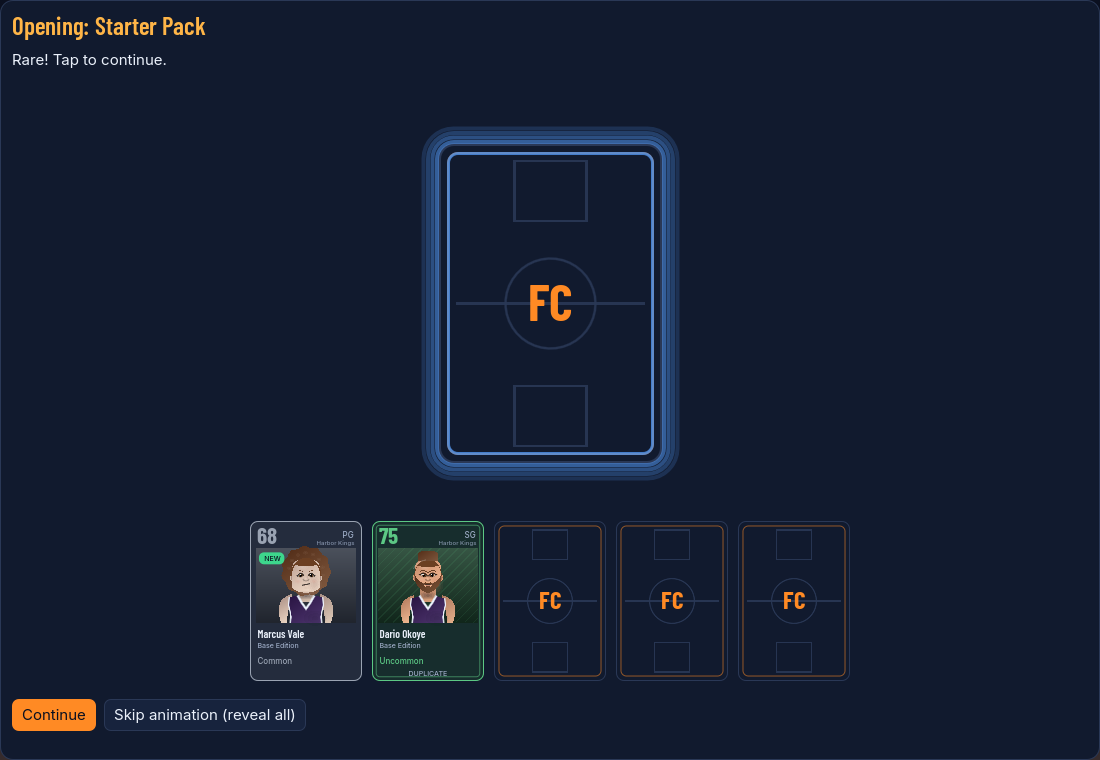 Opening: Starter Pack
Rare! Tap to continue.
FC
68
PG
Harbor Kings
NEW
Marcus Vale
Base Edition
Common
75
SG
Harbor Kings
Dario Okoye
Base Edition
Uncommon
DUPLICATE
FC
FC
FC
Continue
Skip animation (reveal all)